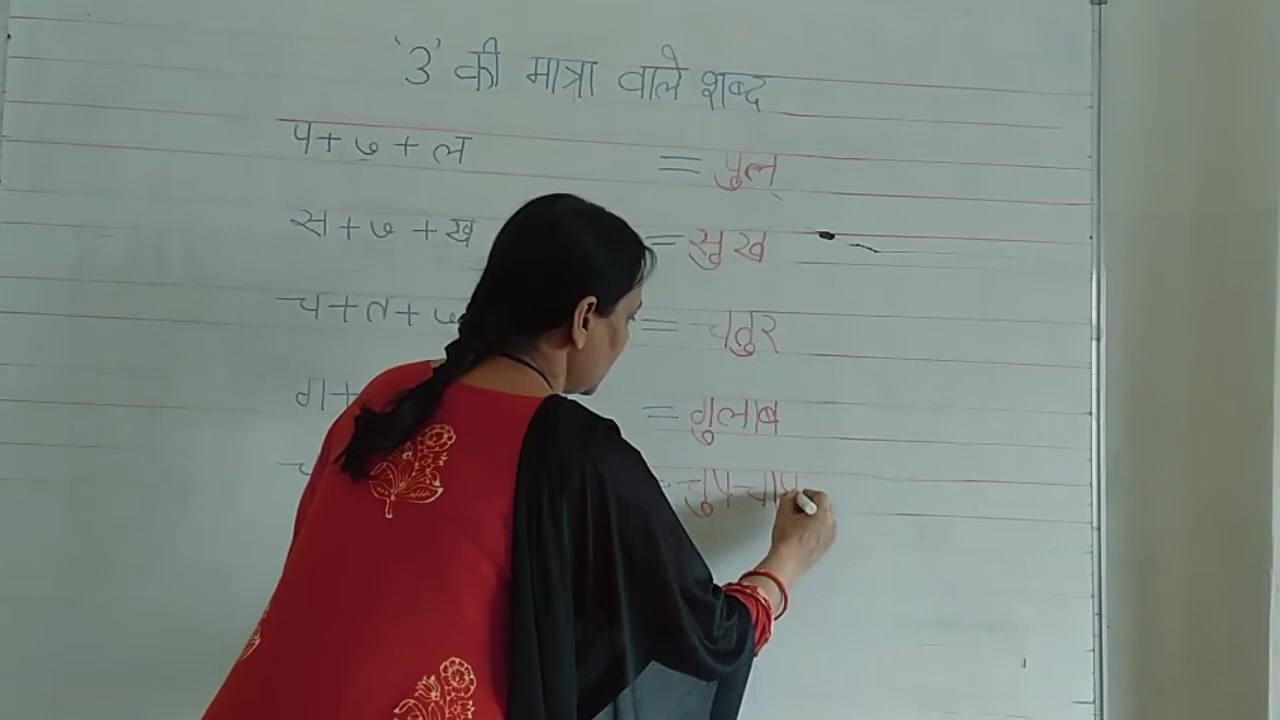 'उ' की मात्रा वाले शब्द
प + ु + ल = पुल
स + ु + ख = सुख
च + त + ु = चतुर
ग + = गुलाब
= चुपचाप